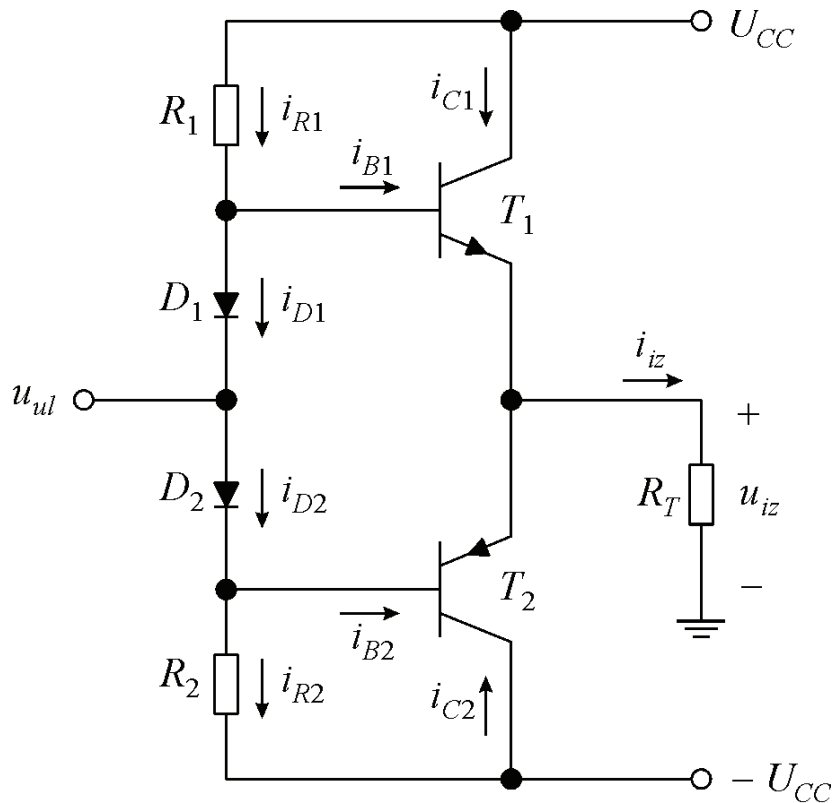 U_CC
R_1
i_R1
i_C1
i_B1
T_1
D_1
i_D1
u_ul
i_iz
+
D_2
i_D2
R_T
u_iz
T_2
–
i_B2
R_2
i_R2
i_C2
– U_CC